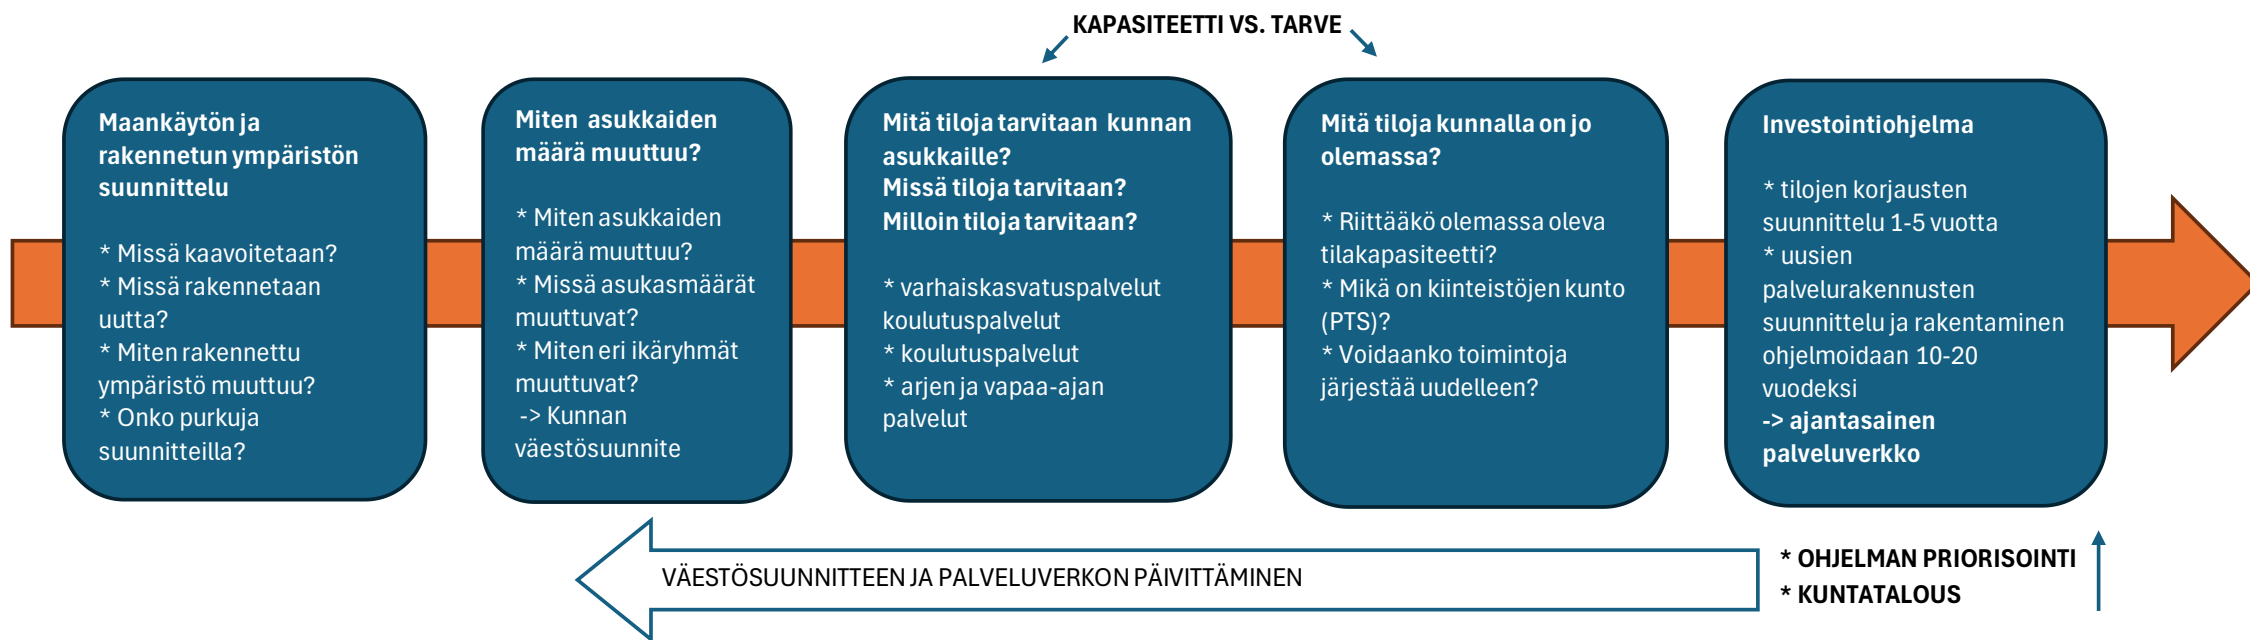 KAPASITEETTI VS. TARVE
Maankäytön ja
rakennetun ympäristön
suunnittelu
* Missä kaavoitetaan?
* Missä rakennetaan
uutta?
* Miten rakennettu
ympäristö muuttuu?
* Onko purkuja
suunnitteilla?
Miten asukkaiden
määrä muuttuu?
* Miten asukkaiden
määrä muuttuu?
* Missä asukasmäärät
muuttuvat?
* Miten eri ikäryhmät
muuttuvat?
-> Kunnan
väestösuunnite
Mitä tiloja tarvitaan kunnan
asukkaille?
Missä tiloja tarvitaan?
Milloin tiloja tarvitaan?
* varhaiskasvatuspalvelut
koulutuspalvelut
* koulutuspalvelut
* arjen ja vapaa-ajan
palvelut
Mitä tiloja kunnalla on jo
olemassa?
* Riittääkö olemassa oleva
tilakapasiteetti?
* Mikä on kiinteistöjen kunto
(PTS)?
* Voidaanko toimintoja
järjestää uudelleen?
Investointiohjelma
* tilojen korjausten
suunnittelu 1-5 vuotta
* uusien
palvelurakennusten
suunnittelu ja rakentaminen
ohjelmoidaan 10-20
vuodeksi
-> ajantasainen
palveluverkko
VÄESTÖSUUNNITTEEN JA PALVELUVERKON PÄIVITTÄMINEN
* OHJELMAN PRIORISOINTI
* KUNTATALOUS